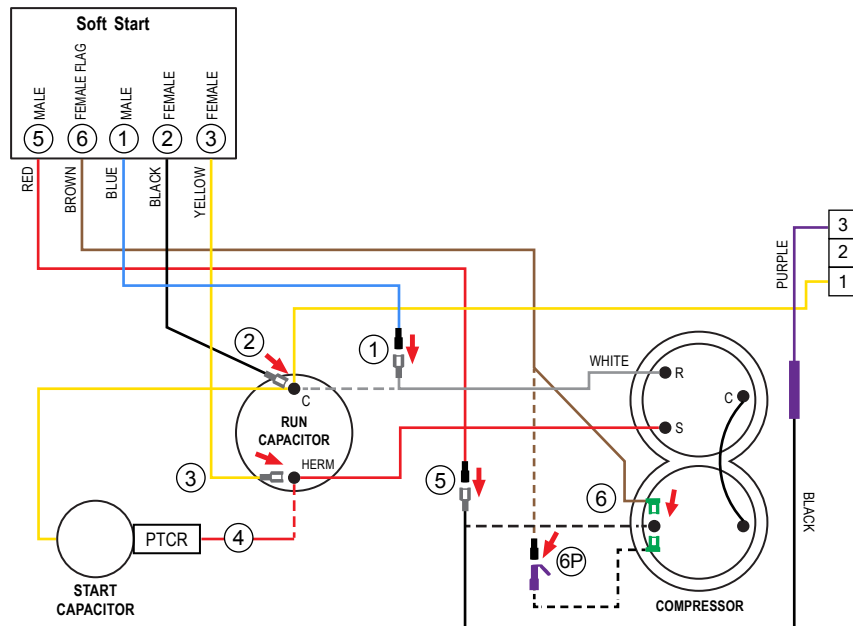 Soft Start
MALE
FEMALE FLAG
MALE
FEMALE
FEMALE
5
6
1
2
3
RED
BROWN
BLUE
BLACK
YELLOW
3
2
1
PURPLE
2
1
WHITE
R
C
S
C
RUN
CAPACITOR
HERM
3
5
6
BLACK
PTCR
4
6P
START
CAPACITOR
COMPRESSOR